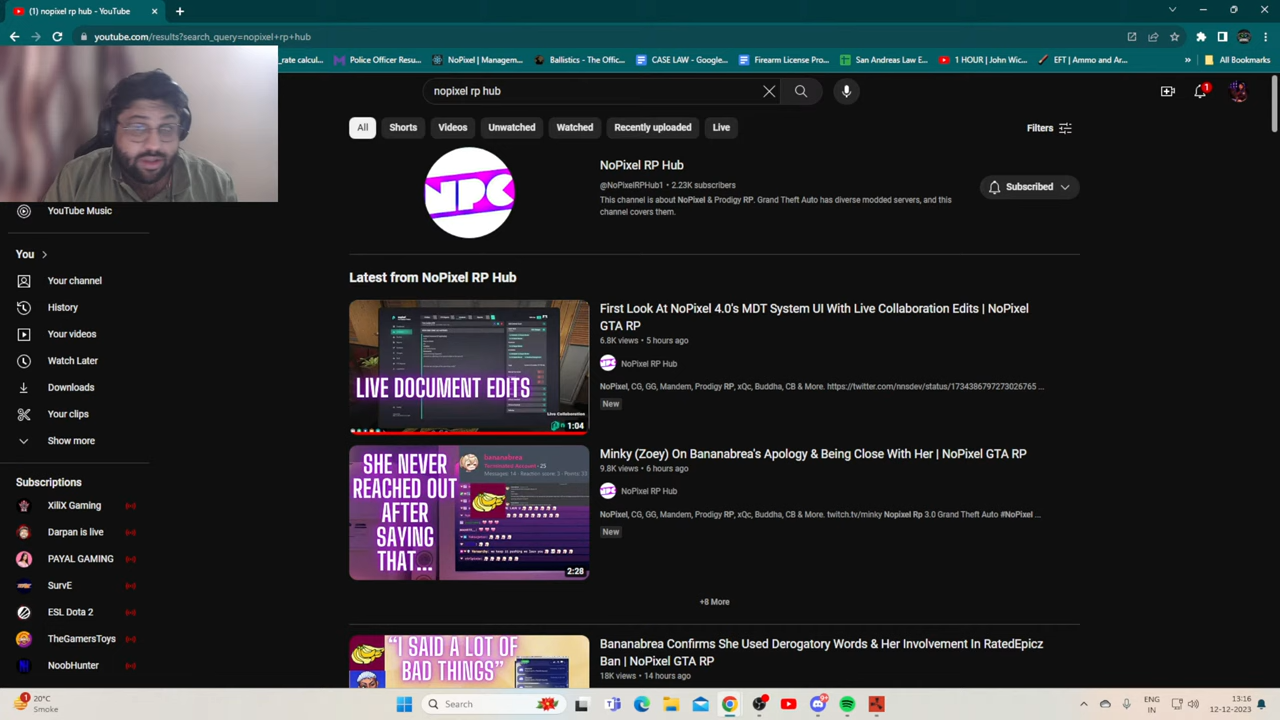 (1) nopixel rp hub - YouTube
youtube.com/results?search_query=nopixel+rp+hub
_rate calcul...
Police Officer Resu...
NoPixel | Managem...
Ballistics - The Offic...
CASE LAW - Google...
Firearm License Pro...
San Andreas Law E...
1 HOUR | John Wic...
EFT | Ammo and Ar...
»
All Bookmarks
nopixel rp hub
1
All
Shorts
Videos
Unwatched
Watched
Recently uploaded
Live
Filters
NPC
NoPixel RP Hub
@NoPixelRPHub1 • 2.23K subscribers
This channel is about NoPixel & Prodigy RP. Grand Theft Auto has diverse modded servers, and this
channel covers them.
Subscribed
YouTube Music
You
Your channel
History
Your videos
Watch Later
Downloads
Your clips
Show more
Subscriptions
XiliX Gaming
Darpan is live
PAYAL GAMING
SurvE
ESL Dota 2
TheGamersToys
NoobHunter
Latest from NoPixel RP Hub
LIVE DOCUMENT EDITS
Live Collaboration
1:04
First Look At NoPixel 4.0's MDT System UI With Live Collaboration Edits | NoPixel
GTA RP
6.8K views • 5 hours ago
NoPixel RP Hub
NoPixel, CG, GG, Mandem, Prodigy RP, xQc, Buddha, CB & More. https://twitter.com/nnsdev/status/1734386797273026765 ...
New
SHE NEVER
REACHED OUT
AFTER
SAYING
THAT...
bananabrea
2:28
Minky (Zoey) On Bananabrea's Apology & Being Close With Her | NoPixel GTA RP
9.8K views • 6 hours ago
NoPixel RP Hub
NoPixel, CG, GG, Mandem, Prodigy RP, xQc, Buddha, CB & More. twitch.tv/minky Nopixel Rp 3.0 Grand Theft Auto #NoPixel ...
New
+8 More
"I SAID A LOT OF
BAD THINGS"
Bananabrea Confirms She Used Derogatory Words & Her Involvement In RatedEpicz
Ban | NoPixel GTA RP
18K views • 14 hours ago
1
20°C
Smoke
Search
ENG
IN
13:16
12-12-2023